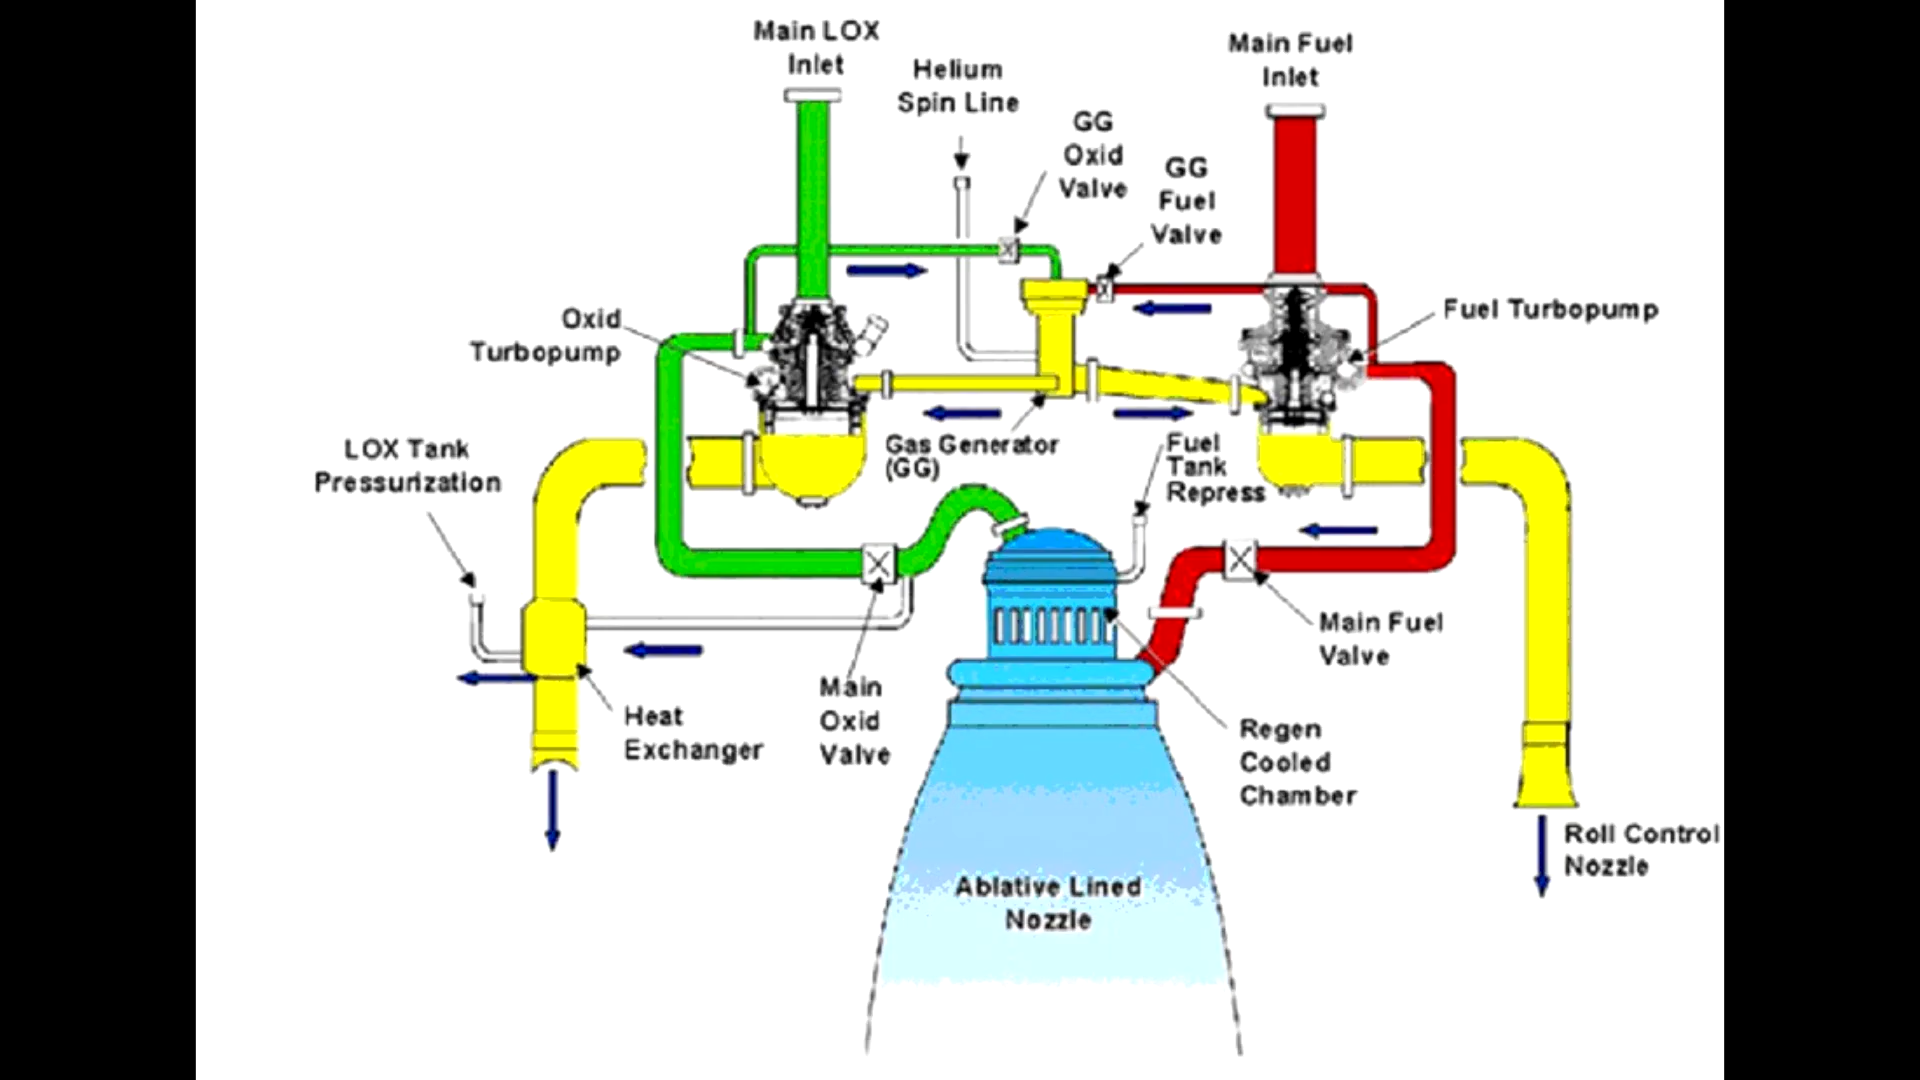 Main LOX
Inlet
Helium
Spin Line
GG
Oxid
Valve
GG
Fuel
Valve
Main Fuel
Inlet
Oxid
Turbopump
Fuel Turbopump
LOX Tank
Pressurization
Gas Generator
(GG)
Fuel
Tank
Repress
Main Fuel
Valve
Main
Oxid
Valve
Heat
Exchanger
Regen
Cooled
Chamber
Roll Control
Nozzle
Ablative Lined
Nozzle